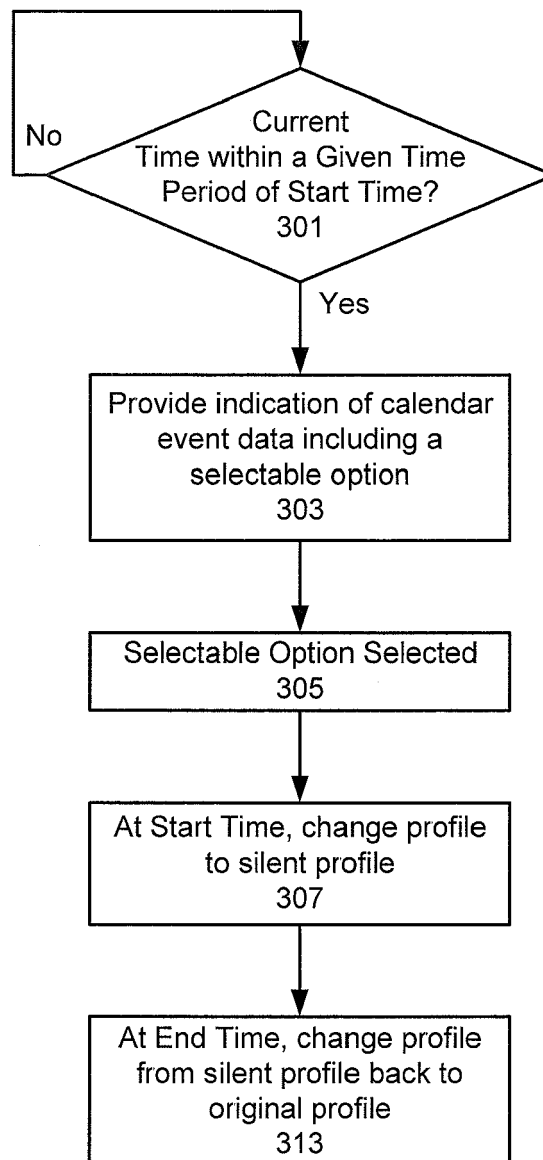 Current
Time within a Given Time
Period of Start Time?
301
No
Yes
Provide indication of calendar
event data including a
selectable option
303
Selectable Option Selected
305
At Start Time, change profile
to silent profile
307
At End Time, change profile
from silent profile back to
original profile
313